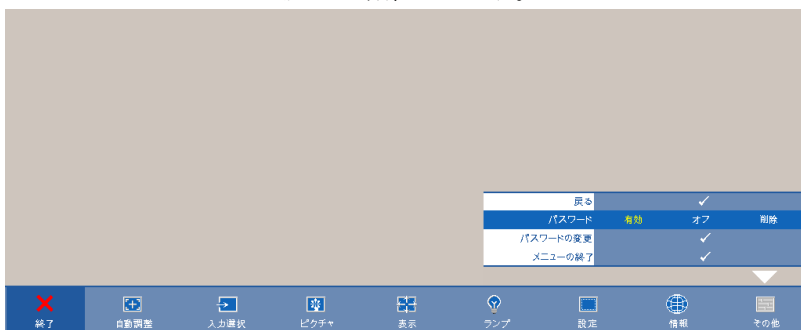 戻る
パスワード 有効 オフ 削除
パスワードの変更
メニューの終了
終了 自動調整 入力選択 ピクチャ 表示 ランプ 設定 情報 その他